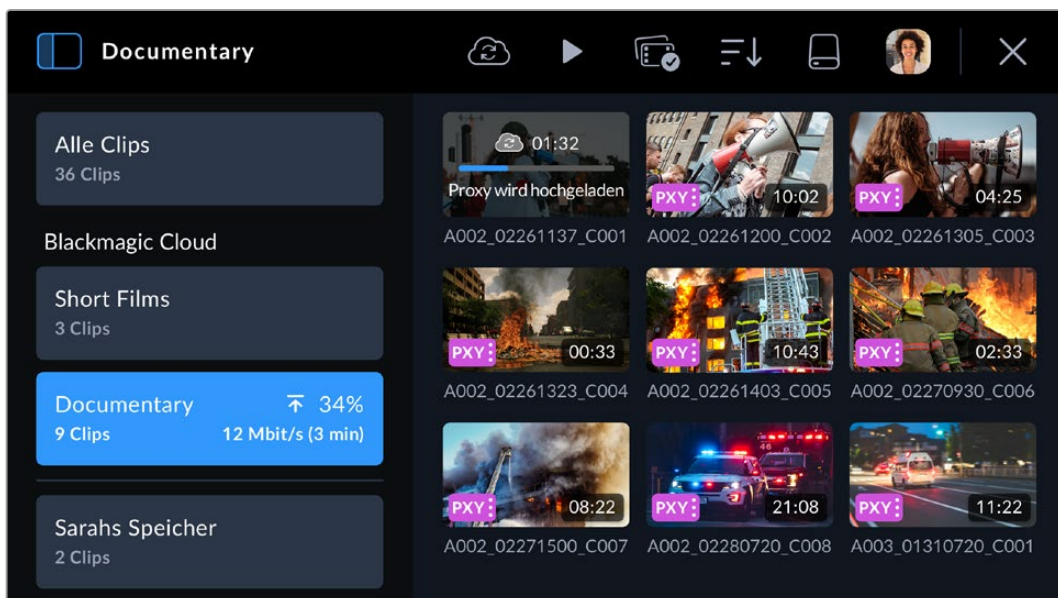 Documentary
Alle Clips
36 Clips
Blackmagic Cloud
Short Films
3 Clips
Documentary 34%
9 Clips 12 Mbit/s (3 min)
Sarahs Speicher
2 Clips
01:32
Proxy wird hochgeladen
PXY 10:02
PXY 04:25
A002_02261137_C001 A002_02261200_C002 A002_02261305_C003
PXY 00:33
PXY 10:43
PXY 02:33
A002_02261323_C004 A002_02261403_C005 A002_02270930_C006
PXY 08:22
PXY 21:08
PXY 11:22
A002_02271500_C007 A002_02280720_C008 A003_01310720_C001